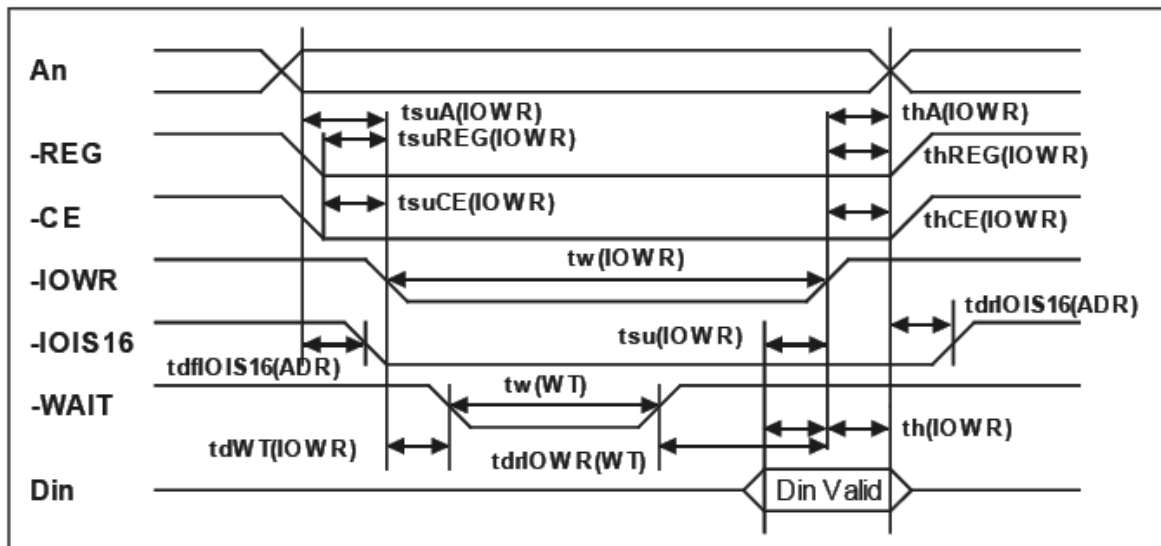 An
tsuA(IOWR)
thA(IOWR)
tsuREG(IOWR)
-REG
thREG(IOWR)
tsuCE(IOWR)
-CE
thCE(IOWR)
tw(IOWR)
-IOWR
tdrIOIS16(ADR)
-IOIS16
tsu(IOWR)
tdfIOIS16(ADR)
tw(WT)
-WAIT
th(IOWR)
tdWT(IOWR)
tdrIOWR(WT)
Din
Din Valid